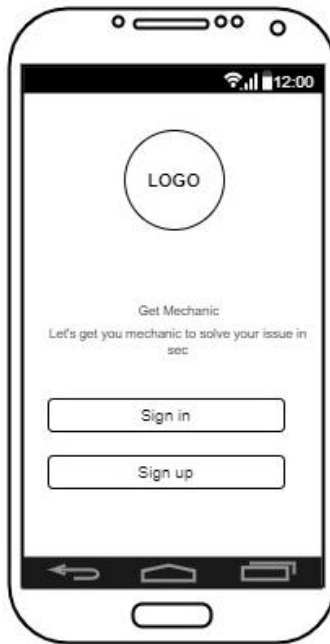 12:00
LOGO
Get Mechanic
Let's get you mechanic to solve your issue in
sec
Sign in
Sign up